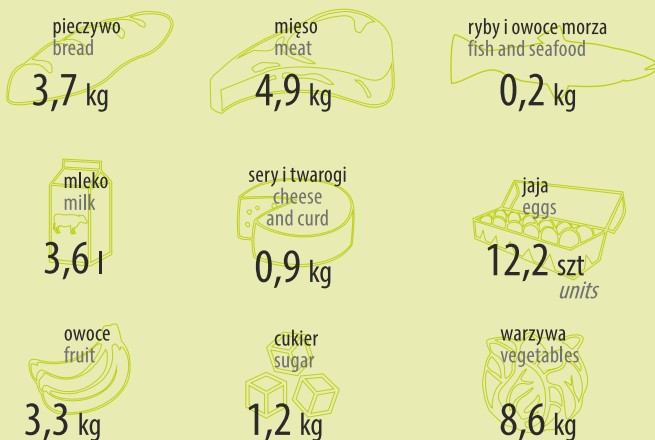 pieczywo
bread
3,7 kg
mięso
meat
4,9 kg
ryby i owoce morza
fish and seafood
0,2 kg
mleko
milk
3,6 l
sery i twarogi
cheese
and curd
0,9 kg
jaja
eggs
12,2 szt
units
owoce
fruit
3,3 kg
cukier
sugar
1,2 kg
warzywa
vegetables
8,6 kg